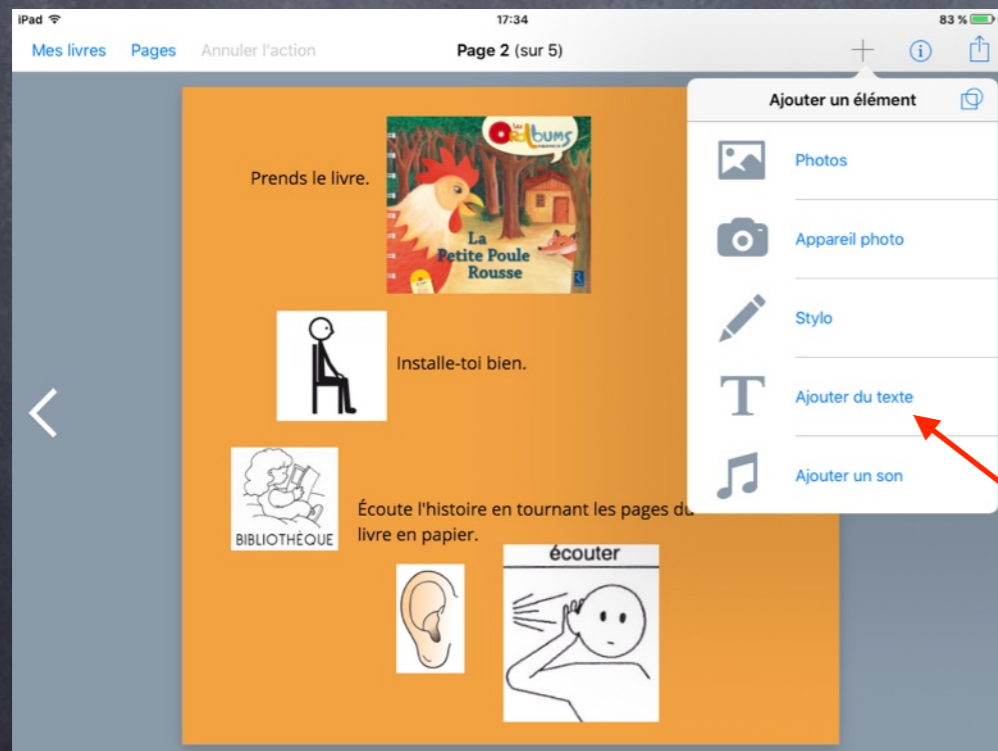 iPad 17:34 83 %
Mes livres Pages Annuler l'action Page 2 (sur 5)
Ajouter un élément
Photos
Appareil photo
Stylo
Ajouter du texte
Ajouter un son
Prends le livre.
Les
Oralbums
La
Petite Poule
Rousse
Installe-toi bien.
BIBLIOTHÈQUE
Écoute l'histoire en tournant les pages du
livre en papier.
écouter